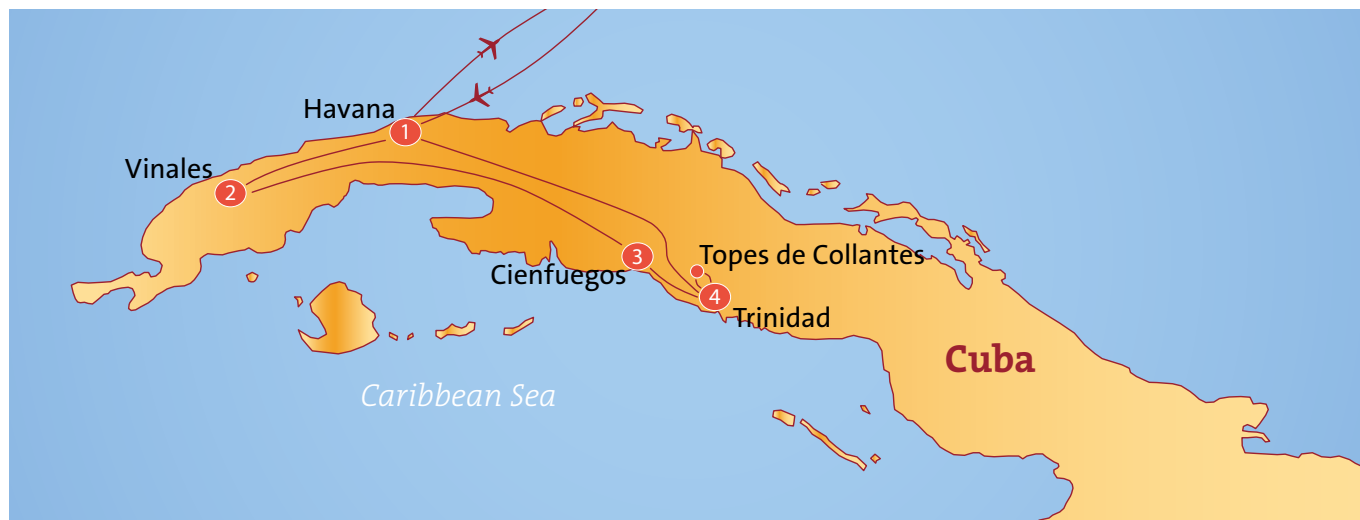 Havana
1
Vinales
2
3
Topes de Collantes
Cienfuegos
4
Trinidad
Cuba
Caribbean Sea